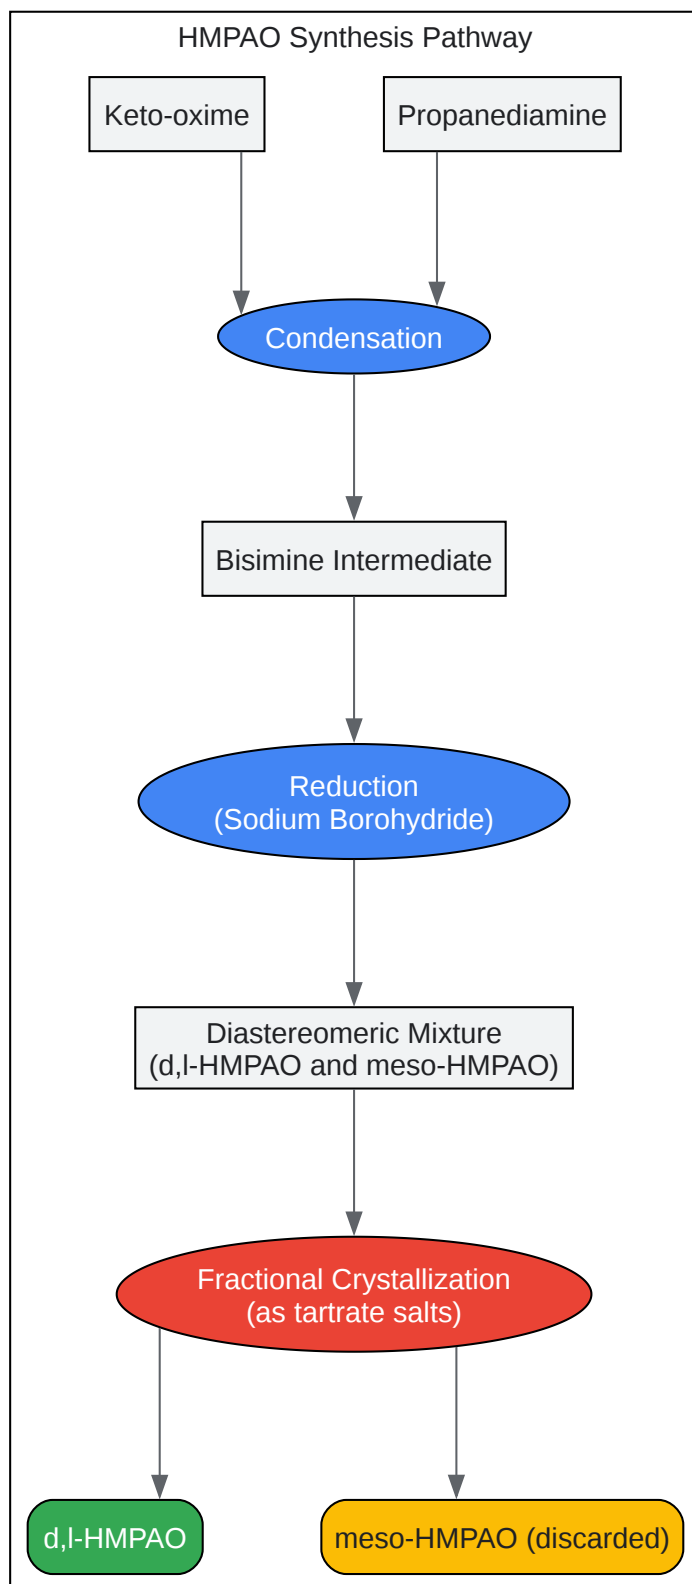 HMPAO Synthesis Pathway
Keto-oxime
Propanediamine
Condensation
Bisimine Intermediate
Reduction
(Sodium Borohydride)
Diastereomeric Mixture
(d,l-HMPAO and meso-HMPAO)
Fractional Crystallization
(as tartrate salts)
d,l-HMPAO
meso-HMPAO (discarded)